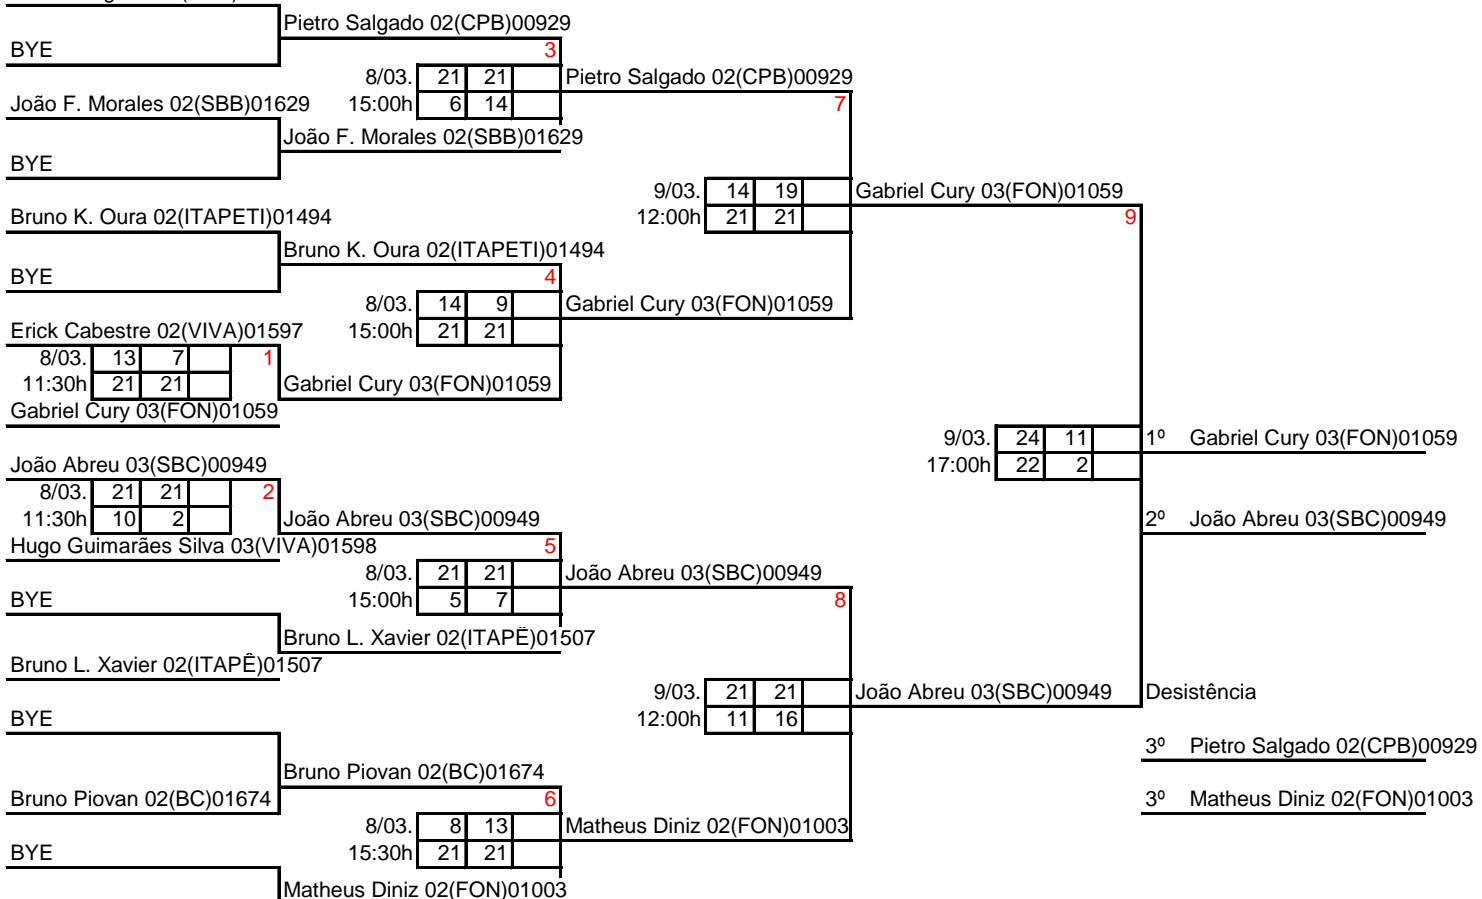 Pietro Salgado 02(CPB)00929
BYE
3
8/03. 21 21
Pietro Salgado 02(CPB)00929
João F. Morales 02(SBB)01629
15:00h 6 14
7
João F. Morales 02(SBB)01629
BYE
9/03. 14 19
Gabriel Cury 03(FON)01059
Bruno K. Oura 02(ITAPETI)01494
12:00h 21 21
9
Bruno K. Oura 02(ITAPETI)01494
BYE
4
8/03. 14 9
Gabriel Cury 03(FON)01059
Erick Cabestre 02(VIVA)01597
15:00h 21 21
8/03. 13 7
1
11:30h 21 21
Gabriel Cury 03(FON)01059
Gabriel Cury 03(FON)01059
9/03. 24 11
1º Gabriel Cury 03(FON)01059
João Abreu 03(SBC)00949
17:00h 22 2
8/03. 21 21
2
11:30h 10 2
João Abreu 03(SBC)00949
2º João Abreu 03(SBC)00949
Hugo Guimarães Silva 03(VIVA)01598
5
8/03. 21 21
João Abreu 03(SBC)00949
BYE
15:00h 5 7
8
Bruno L. Xavier 02(ITAPÊ)01507
Bruno L. Xavier 02(ITAPÊ)01507
9/03. 21 21
João Abreu 03(SBC)00949
Desistência
BYE
12:00h 11 16
3º Pietro Salgado 02(CPB)00929
Bruno Piovan 02(BC)01674
Bruno Piovan 02(BC)01674
6
3º Matheus Diniz 02(FON)01003
8/03. 8 13
Matheus Diniz 02(FON)01003
BYE
15:30h 21 21
Matheus Diniz 02(FON)01003